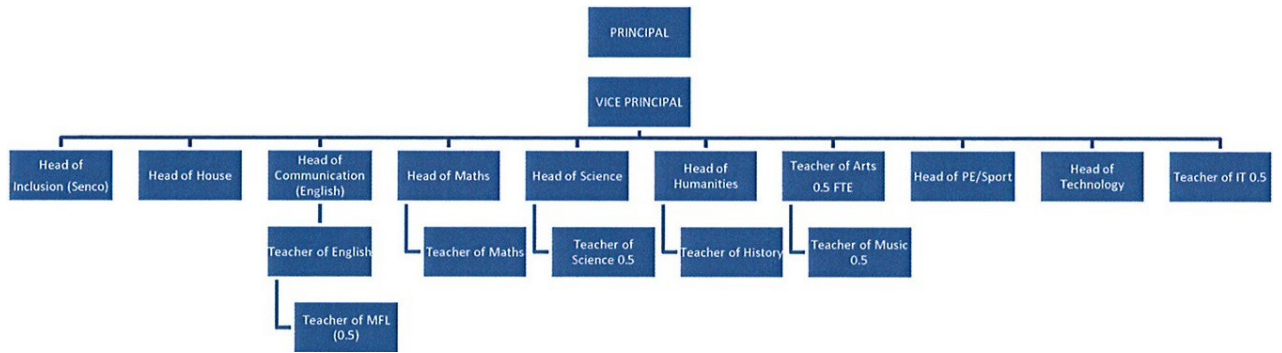 PRINCIPAL
VICE PRINCIPAL
Head of
Inclusion (Senco)
Head of House
Head of
Communication
(English)
Head of Maths
Head of Science
Head of
Humanities
Teacher of Arts
0.5 FTE
Head of PE/Sport
Head of
Technology
Teacher of IT 0.5
Teacher of English
Teacher of Maths
Teacher of
Science 0.5
Teacher of History
Teacher of Music
0.5
Teacher of MFL
(0.5)